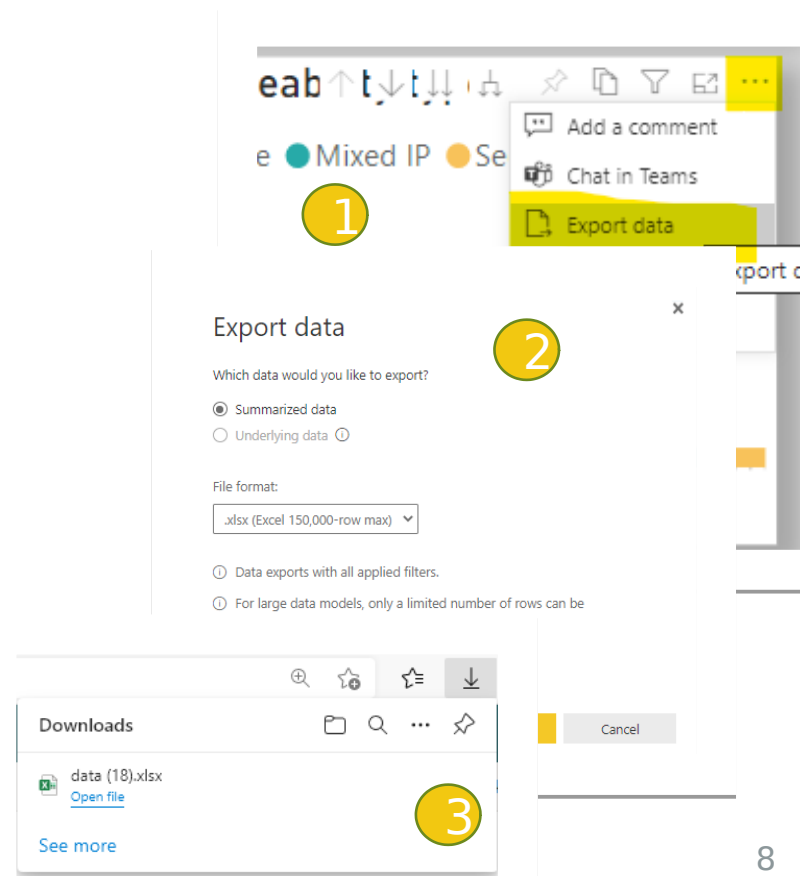 eab
e Mixed IP Se
Add a comment
Chat in Teams
Export data
1
Export data
2
Which data would you like to export?
Summarized data
Underlying data
File format:
.xlsx (Excel 150,000-row max)
Data exports with all applied filters.
For large data models, only a limited number of rows can be
Cancel
Downloads
data (18).xlsx
Open file
3
See more
8